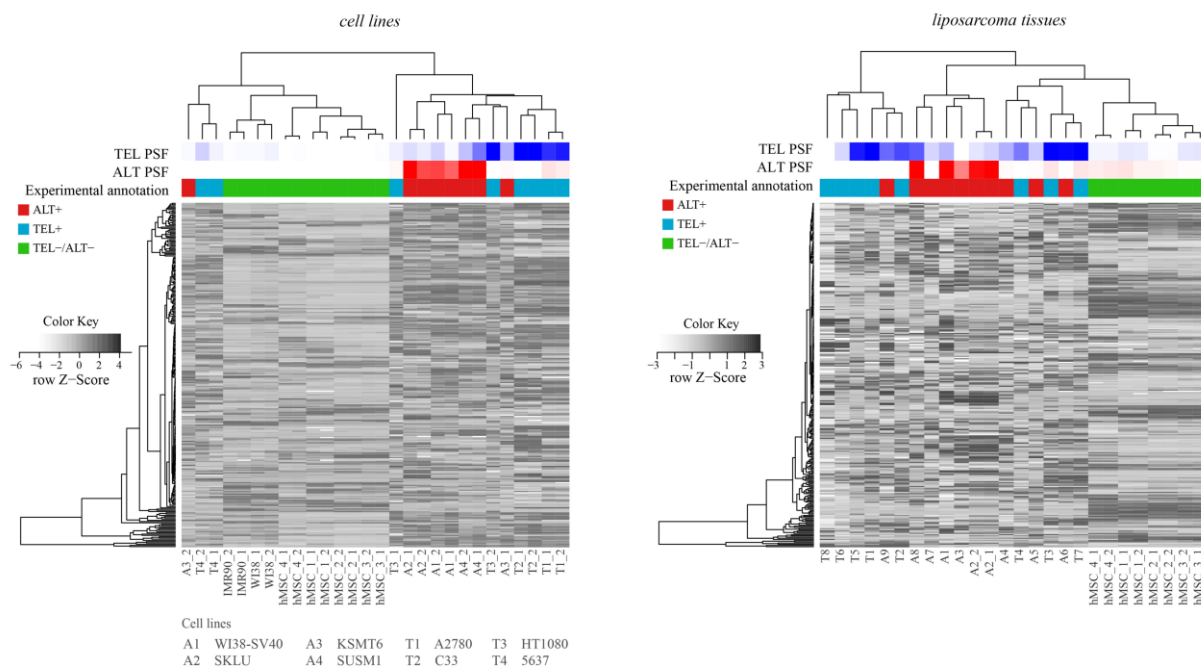 cell lines
liposarcoma tissues
TEL PSF
ALT PSF
Experimental annotation
ALT+
TEL+
TEL−/ALT−
Color Key
−6 −4 −2 0 2 4
row Z−Score
A3_2
T4_2
T4_1
IMR90_2
IMR90_1
WI38_1
WI38_2
hMSC_4_1
hMSC_4_2
hMSC_1_1
hMSC_1_2
hMSC_2_2
hMSC_2_1
hMSC_3_2
hMSC_3_1
T3_1
A2_1
A2_2
A1_2
A1_1
A4_2
A4_1
T3_2
A3_1
T2_1
T2_2
T1_1
T1_2
Cell lines
A1 WI38-SV40 A3 KSMT6 T1 A2780 T3 HT1080
A2 SKLU A4 SUSM1 T2 C33 T4 5637
TEL PSF
ALT PSF
Experimental annotation
ALT+
TEL+
TEL−/ALT−
Color Key
−3 −1 0 1 2 3
row Z−Score
T8
T6
T5
T1
A9
T2
A8
A7
A1
A3
A2_2
A2_1
A4
T4
A5
T3
A6
T7
hMSC_4_1
hMSC_4_2
hMSC_1_1
hMSC_1_2
hMSC_2_1
hMSC_2_2
hMSC_3_2
hMSC_3_1